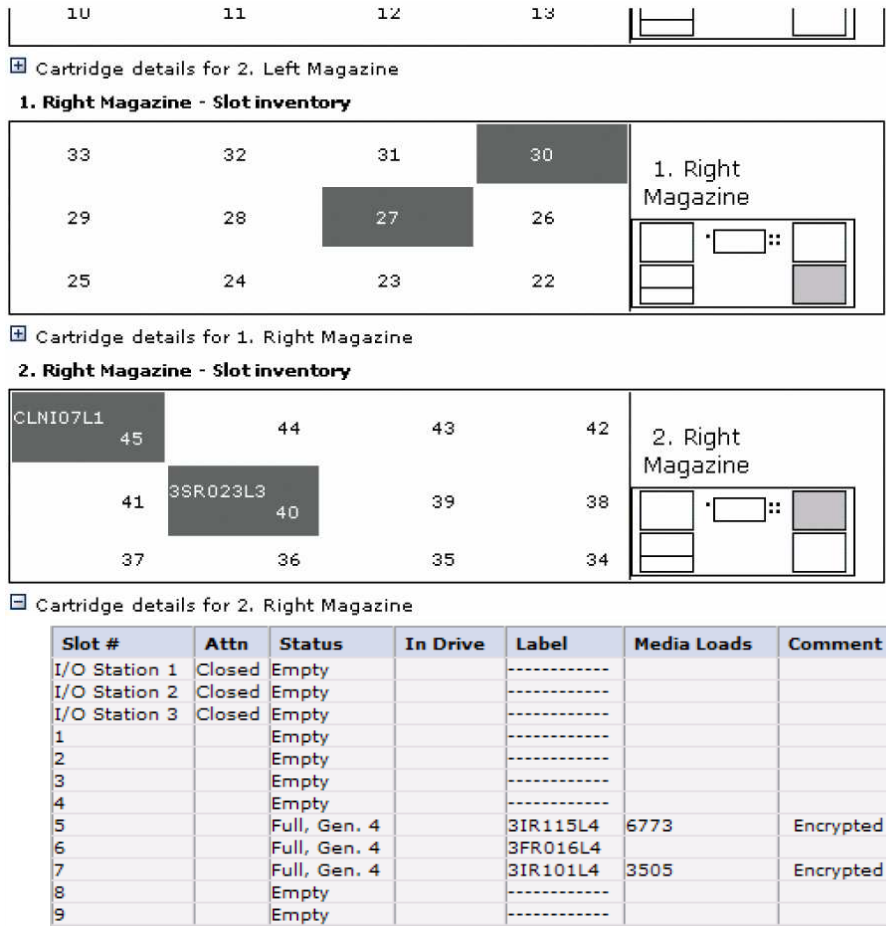 10 11 12 13
Cartridge details for 2. Left Magazine
1. Right Magazine - Slot inventory
33 32 31 30
1. Right
Magazine
29 28 27 26
25 24 23 22
Cartridge details for 1. Right Magazine
2. Right Magazine - Slot inventory
CLNI07L1
45 44 43 42
2. Right
Magazine
3SR023L3
41 40 39 38
37 36 35 34
Cartridge details for 2. Right Magazine
Slot # Attn Status In Drive Label Media Loads Comment
I/O Station 1 Closed Empty ------------
I/O Station 2 Closed Empty ------------
I/O Station 3 Closed Empty ------------
1 Empty ------------
2 Empty ------------
3 Empty ------------
4 Empty ------------
5 Full, Gen. 4 3IR115L4 6773 Encrypted
6 Full, Gen. 4 3FR016L4
7 Full, Gen. 4 3IR101L4 3505 Encrypted
8 Empty ------------
9 Empty ------------